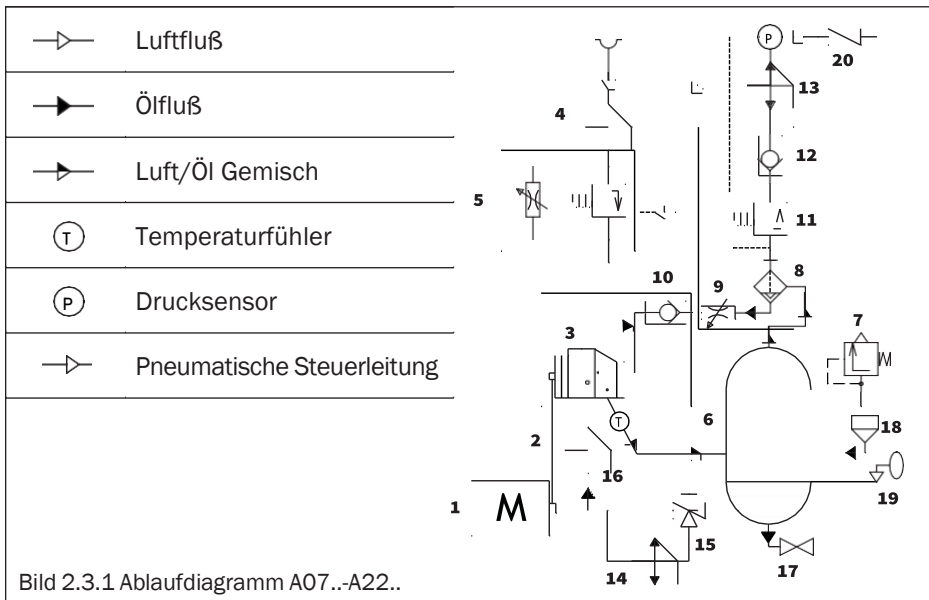 Luftfluß
Ölfluß
Luft/Öl Gemisch
T Temperaturfühler
P Drucksensor
Pneumatische Steuerleitung
P
20
13
4
12
5
11
10
9
8
7
3
T
6
18
2
16
19
1
M
15
14
17
Bild 2.3.1 Ablaufdiagramm A07..-A22..